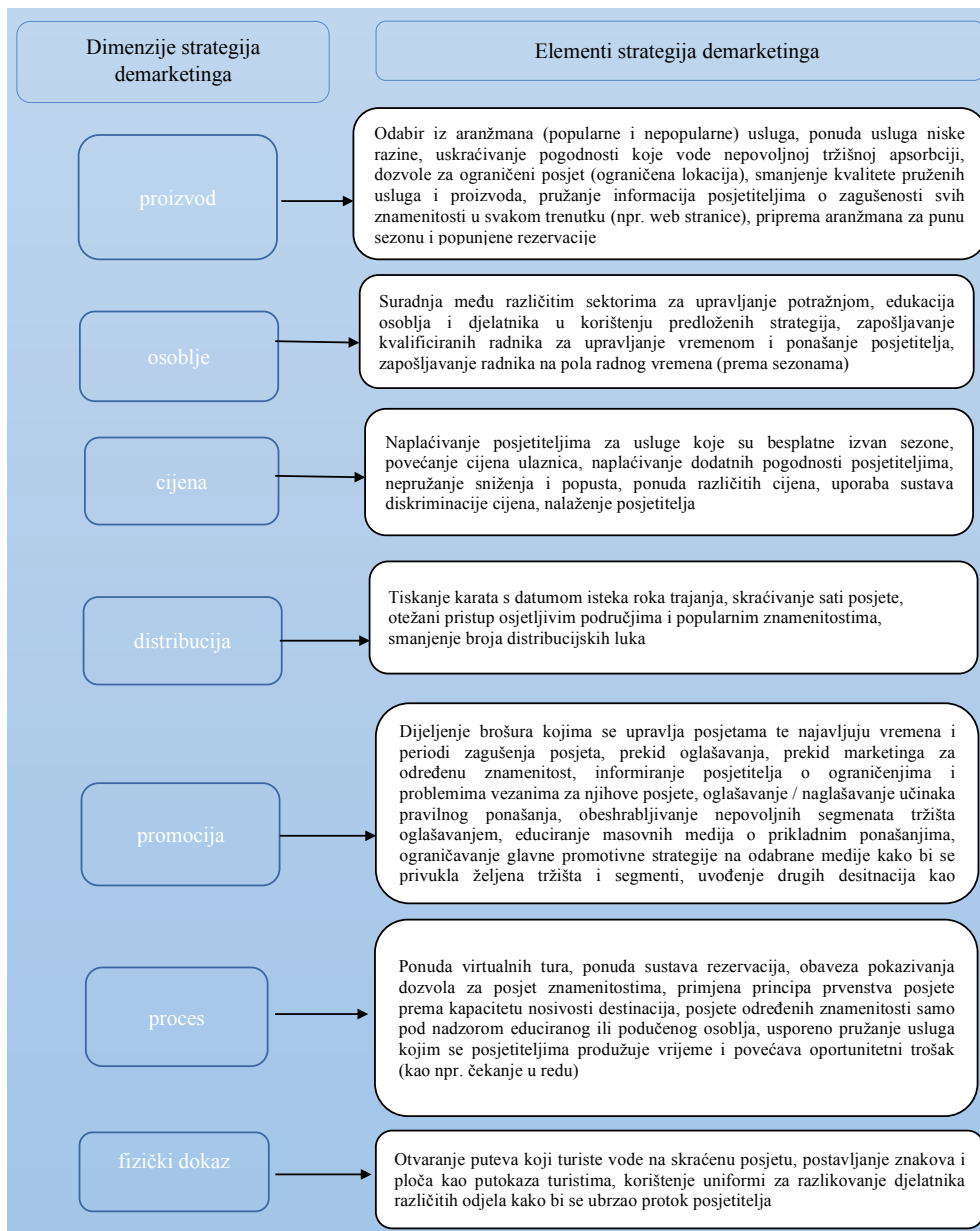 Dimenzije strategija
demarketinga
Elementi strategija demarketinga
proizvod
Odabir iz aranžmana (popularne i nepopularne) usluga, ponuda usluga niske
razine, uskraćivanje pogodnosti koje vode nepovoljnoj tržišnoj apsorbciji,
dozvole za ograničeni posjet (ograničena lokacija), smanjenje kvalitete pruženih
usluga i proizvoda, pružanje informacija posjetiteljima o zagušenosti svih
znamenitosti u svakom trenutku (npr. web stranice), priprema aranžmana za punu
sezonu i popunjene rezervacije
osoblje
Suradnja među različitim sektorima za upravljanje potražnjom, edukacija
osoblja i djelatnika u korištenju predloženih strategija, zapošljavanje
kvalificiranih radnika za upravljanje vremenom i ponašanje posjetitelja,
zapošljavanje radnika na pola radnog vremena (prema sezonama)
cijena
Naplaćivanje posjetiteljima za usluge koje su besplatne izvan sezone,
povećanje cijena ulaznica, naplaćivanje dodatnih pogodnosti posjetiteljima,
nepružanje sniženja i popusta, ponuda različitih cijena, uporaba sustava
diskriminacije cijena, nalaženje posjetitelja
distribucija
Tiskanje karata s datumom isteka roka trajanja, skraćivanje sati posjete,
otežani pristup osjetljivim područjima i popularnim znamenitostima,
smanjenje broja distribucijskih luka
promocija
Dijeljenje brošura kojima se upravlja posjetama te najavljuju vremena i
periodi zagušenja posjeta, prekid oglašavanja, prekid marketinga za
određenu znamenitost, informiranje posjetitelja o ograničenjima i
problemima vezanima za njihove posjete, oglašavanje / naglašavanje učinaka
pravilnog ponašanja, obeshrabljivanje nepovoljnih segmenata tržišta
oglašavanjem, educiranje masovnih medija o prikladnim ponašanjima,
ograničavanje glavne promotivne strategije na odabrane medije kako bi se
privukla željena tržišta i segmenti, uvođenje drugih desitnacija kao
proces
Ponuda virtualnih tura, ponuda sustava rezervacija, obaveza pokazivanja
dozvola za posjet znamenitostima, primjena principa prvenstva posjete
prema kapacitetu nosivosti destinacija, posjete određenih znamenitosti samo
pod nadzorom educiranog ili podučenog osoblja, usporeno pružanje usluga
kojim se posjetiteljima produžuje vrijeme i povećava oportunitetni trošak
(kao npr. čekanje u redu)
fizički dokaz
Otvaranje puteva koji turiste vode na skraćenu posjetu, postavljanje znakova i
ploča kao putokaza turistima, korištenje uniformi za razlikovanje djelatnika
različitih odjela kako bi se ubrzao protok posjetitelja